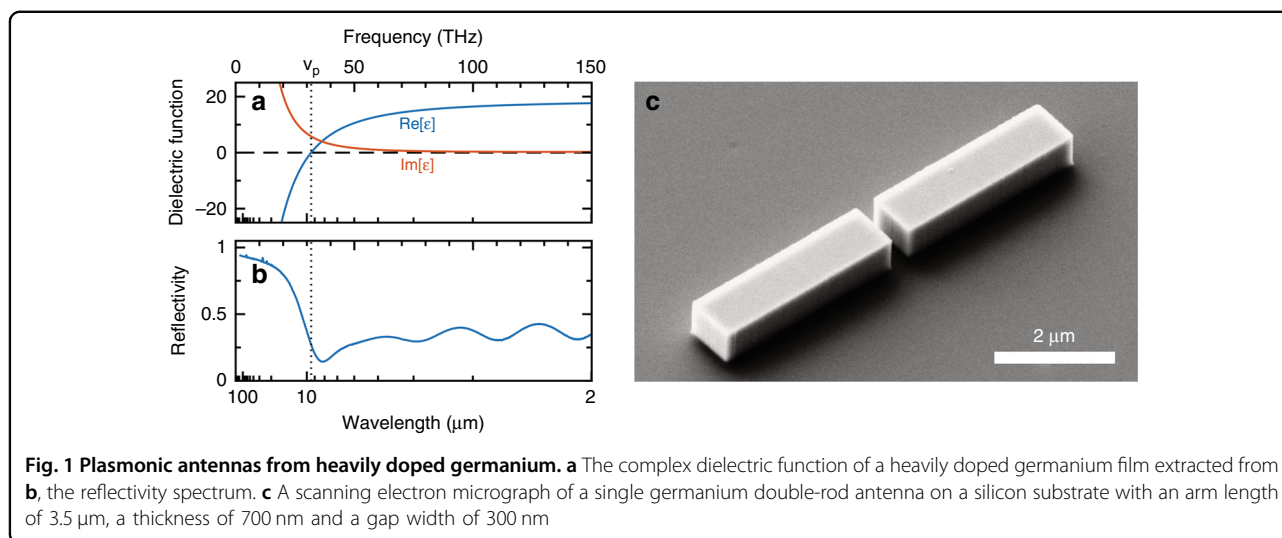 Frequency (THz)
0 v_p 50 100 150
20
0
−20
Dielectric function
a
Re[ε]
Im[ε]
1
0.5
0
Reflectivity
b
100 10 2
Wavelength (μm)
c
2 μm
Fig. 1 Plasmonic antennas from heavily doped germanium. a The complex dielectric function of a heavily doped germanium film extracted from
b, the reflectivity spectrum. c A scanning electron micrograph of a single germanium double-rod antenna on a silicon substrate with an arm length
of 3.5 μm, a thickness of 700 nm and a gap width of 300 nm